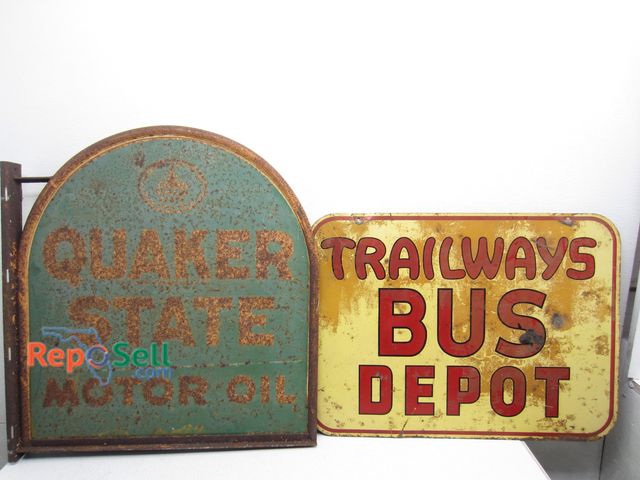 QUAKER
STATE
MOTOR OIL
RepoSell
.com
TRAILWAYS
BUS
DEPOT